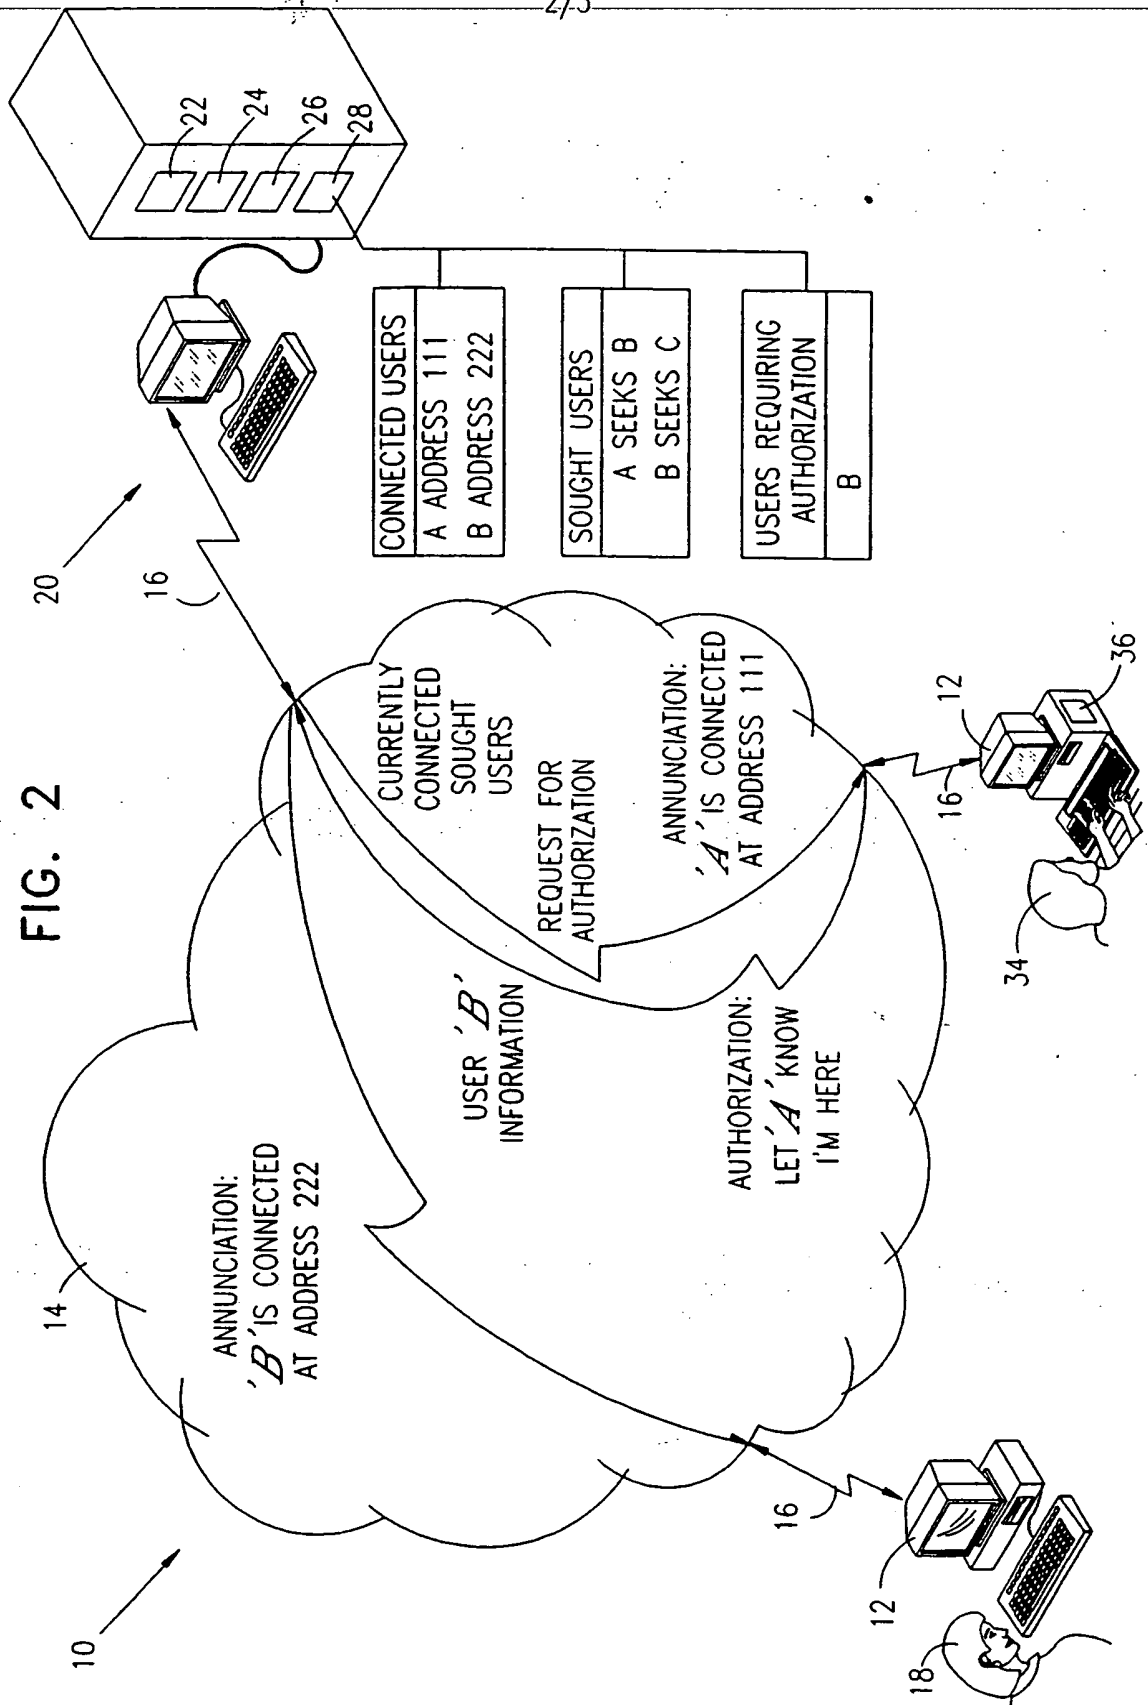 2/5
FIG. 2
10
14
20
16
22
24
26
28
ANNUNCIATION:
'B' IS CONNECTED
AT ADDRESS 222
CURRENTLY
CONNECTED
SOUGHT
USERS
USER 'B'
INFORMATION
REQUEST FOR
AUTHORIZATION
ANNUNCIATION:
'A' IS CONNECTED
AT ADDRESS 111
AUTHORIZATION:
LET 'A' KNOW
I'M HERE
CONNECTED USERS
A ADDRESS 111
B ADDRESS 222
SOUGHT USERS
A SEEKS B
B SEEKS C
USERS REQUIRING
AUTHORIZATION
B
16
12
18
34
16
12
36